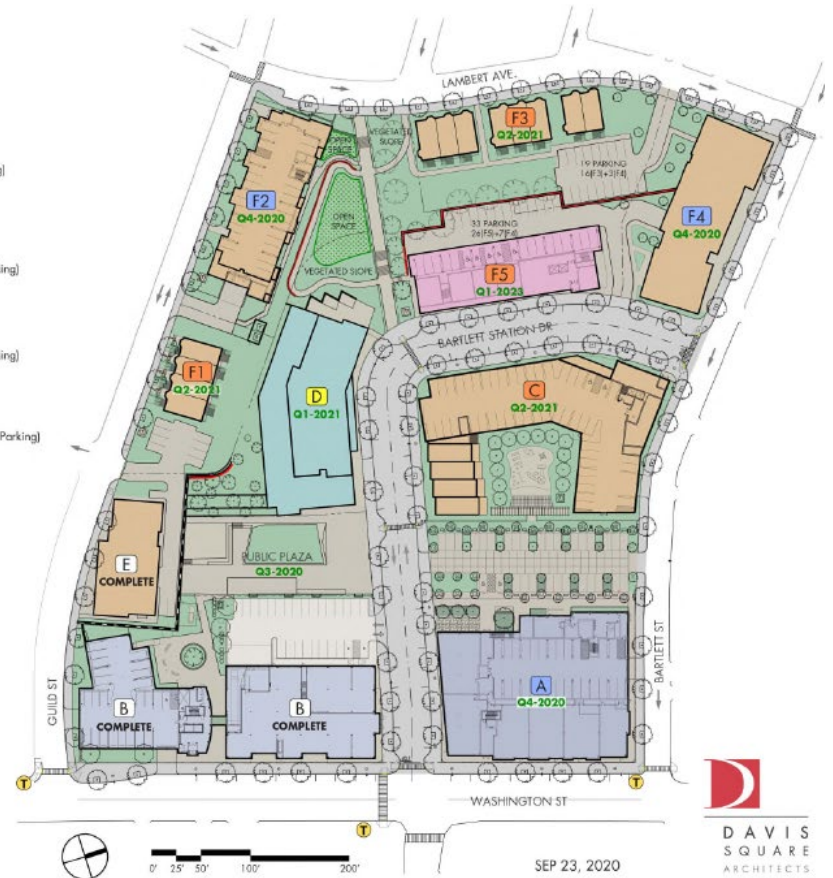 LAMBERT AVE.
OPEN
SPACE
VEGETATED
SLOPE
F3
Q2-2021
19 PARKING
16(F3)+3(F4)
ing)
F2
Q4-2020
OPEN
SPACE
33 PARKING
26(F5)+7(F4)
F4
Q4-2020
VEGETATED SLOPE
F5
Q1-2023
ing)
BARTLETT STATION DR
F1
Q2-2021
D
Q1-2021
C
Q2-2021
Parking)
E
COMPLETE
PUBLIC PLAZA
Q3-2020
GUILD ST
B
COMPLETE
B
COMPLETE
A
Q4-2020
BARTLETT ST
T
T
WASHINGTON ST
T
0' 25' 50' 100' 200'
SEP 23, 2020
DAVIS
SQUARE
ARCHITECTS